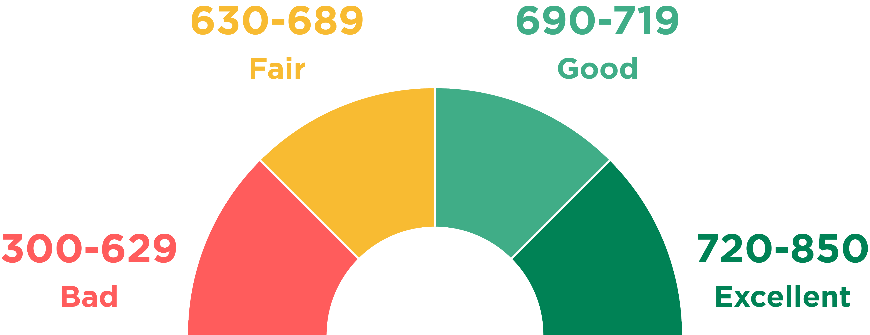 630-689
Fair
690-719
Good
300-629
Bad
720-850
Excellent